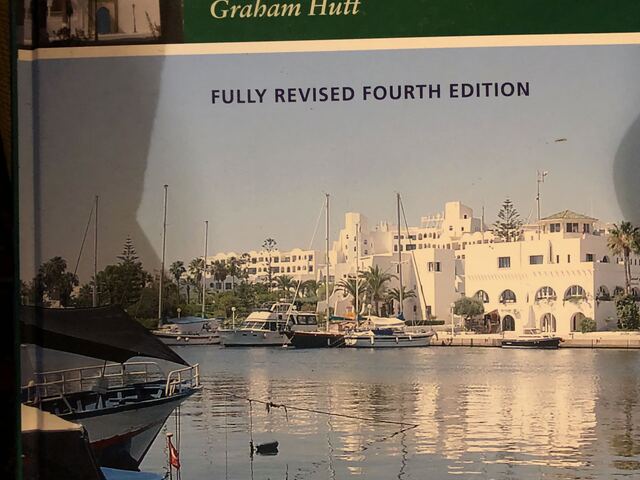 Graham Hutt
FULLY REVISED FOURTH EDITION